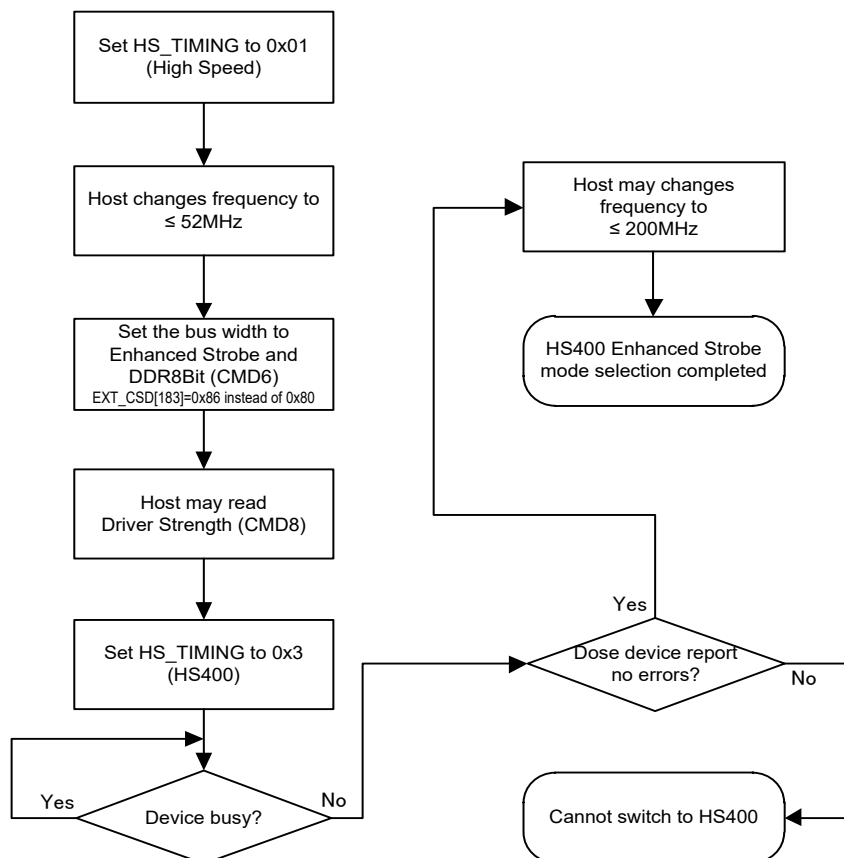 Set HS_TIMING to 0x01
(High Speed)
Host changes frequency to
≤ 52MHz
Set the bus width to
Enhanced Strobe and
DDR8Bit (CMD6)
EXT_CSD[183]=0x86 instead of 0x80
Host may read
Driver Strength (CMD8)
Set HS_TIMING to 0x3
(HS400)
Device busy?
Yes
No
Dose device report
no errors?
Yes
No
Host may changes
frequency to
≤ 200MHz
HS400 Enhanced Strobe
mode selection completed
Cannot switch to HS400